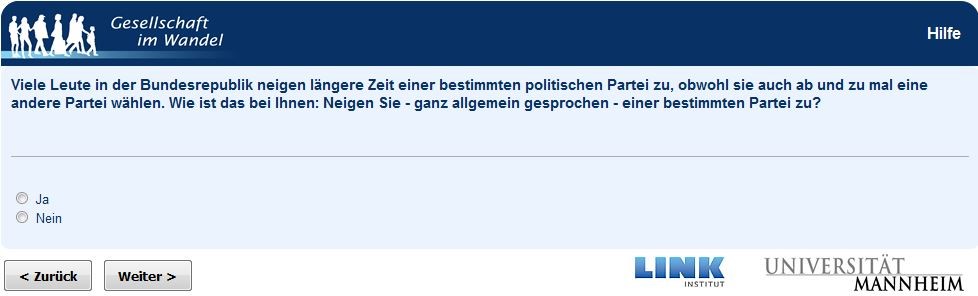 Gesellschaft
im Wandel
Hilfe
Viele Leute in der Bundesrepublik neigen längere Zeit einer bestimmten politischen Partei zu, obwohl sie auch ab und zu mal eine
andere Partei wählen. Wie ist das bei Ihnen: Neigen Sie - ganz allgemein gesprochen - einer bestimmten Partei zu?
Ja
Nein
< Zurück
Weiter >
LINK
INSTITUT
UNIVERSITÄT
MANNHEIM